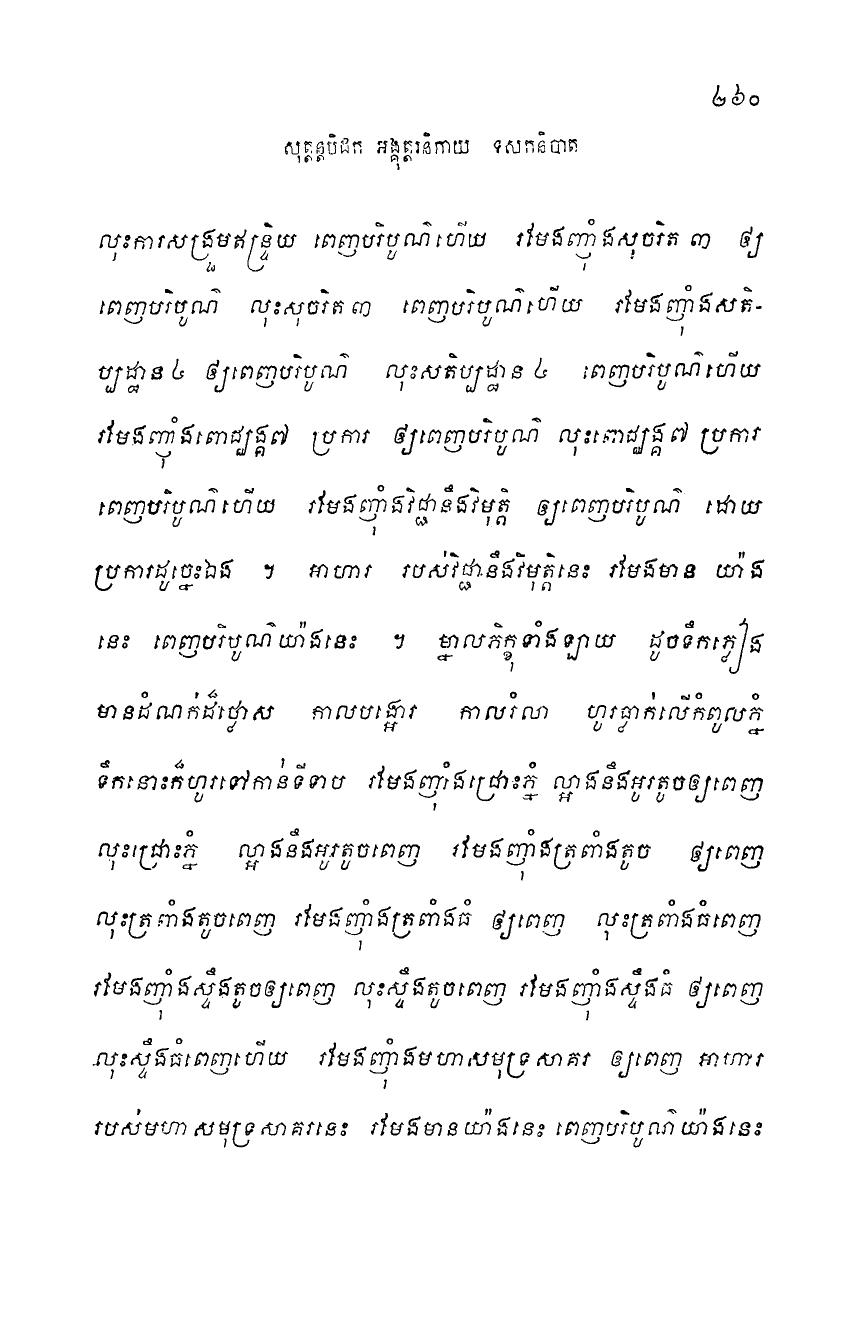 ២៦០
សុត្តន្តបិដក អង្គុត្តរនិកាយ ទសកនិបាត
លុះការសង្រួមឥន្ទ្រិយ ពេញបរិបូណ៌ហើយ រមែងញុំាងសុចរិត ៣ ឲ្យ
ពេញបរិបូណ៌ លុះសុចរិត ៣ ពេញបរិបូណ៌ហើយ រមែងញុំាងសតិ-
ប្បដ្ឋាន ៤ ឲ្យពេញបរិបូណ៌ លុះសតិប្បដ្ឋាន ៤ ពេញបរិបូណ៌ហើយ
រមែងញុំាងពោជ្ឈង្គ ៧ ប្រការ ឲ្យពេញបរិបូណ៌ លុះពោជ្ឈង្គ ៧ ប្រការ
ពេញបរិបូណ៌ហើយ រមែងញុំាងវិជ្ជានឹងវិមុត្តិ ឲ្យពេញបរិបូណ៌ ដោយ
ប្រការដូច្នេះឯង ។ អាហារ របស់វិជ្ជានឹងវិមុត្តិនេះ រមែងមាន យ៉ាង
នេះ ពេញបរិបូណ៌យ៉ាងនេះ ។ ម្នាលភិក្ខុទាំងឡាយ ដូចទឹកភ្លៀង
មានដំណក់ដ៏ថ្លោស កាលបង្អោរ កាលរំលា ហូរធ្លាក់លើកំពូលភ្នំ
ទឹកនោះក៏ហូរទៅកាន់ទីទាប រមែងញុំាងជ្រោះភ្នំ ល្អាងនឹងអូរតូចឲ្យពេញ
លុះជ្រោះភ្នំ ល្អាងនឹងអូរតូចពេញ រមែងញុំាងត្រពាំងតូច ឲ្យពេញ
លុះត្រពាំងតូចពេញ រមែងញុំាងត្រពាំងធំ ឲ្យពេញ លុះត្រពាំងធំពេញ
រមែងញុំាងស្ទឹងតូចឲ្យពេញ លុះស្ទឹងតូចពេញ រមែងញុំាងស្ទឹងធំ ឲ្យពេញ
លុះស្ទឹងធំពេញហើយ រមែងញុំាងមហាសមុទ្រសាគរ ឲ្យពេញ អាហារ
របស់មហាសមុទ្រសាគរនេះ រមែងមានយ៉ាងនេះ ពេញបរិបូណ៌យ៉ាងនេះ